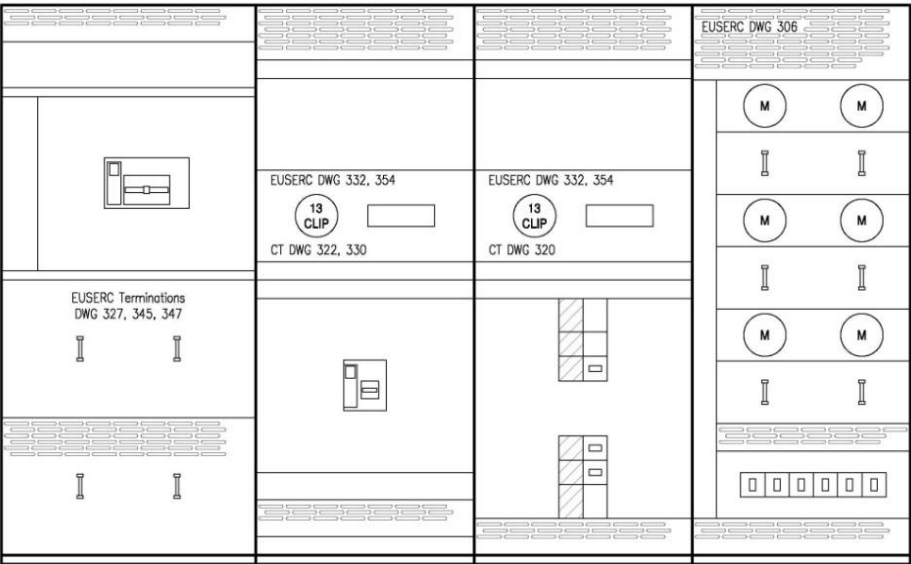 EUSERC DWG 306
M
M
EUSERC DWG 332, 354
13
CLIP
CT DWG 322, 330
EUSERC DWG 332, 354
13
CLIP
CT DWG 320
M
M
EUSERC Terminations
DWG 327, 345, 347
M
M